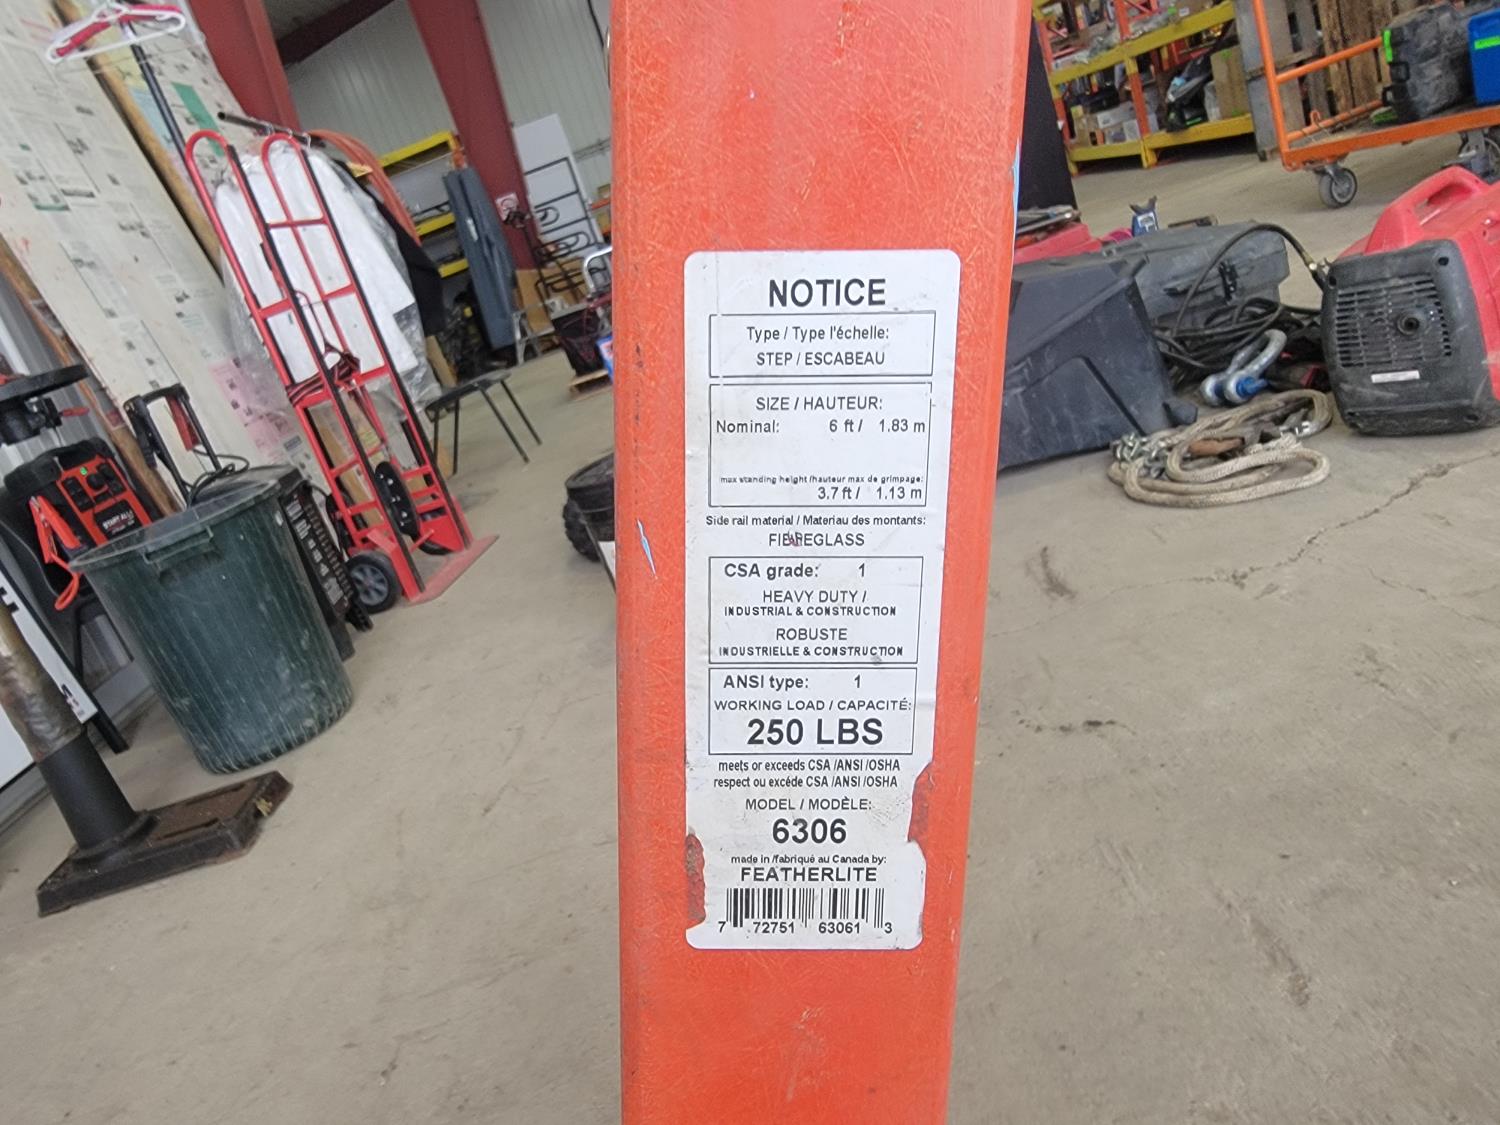 NOTICE
Type / Type l'échelle:
STEP / ESCABEAU
SIZE / HAUTEUR:
Nominal: 6 ft / 1.83 m
max standing height /hauteur max de grimpage:
3.7 ft / 1.13 m
Side rail material / Materiau des montants:
FIBREGLASS
CSA grade: 1
HEAVY DUTY /
INDUSTRIAL & CONSTRUCTION
ROBUSTE
INDUSTRIELLE & CONSTRUCTION
ANSI type: 1
WORKING LOAD / CAPACITÉ:
250 LBS
meets or exceeds CSA /ANSI /OSHA
respect ou excéde CSA /ANSI /OSHA
MODEL / MODÈLE:
6306
made in /fabriqué au Canada by:
FEATHERLITE
7 72751 63061 3